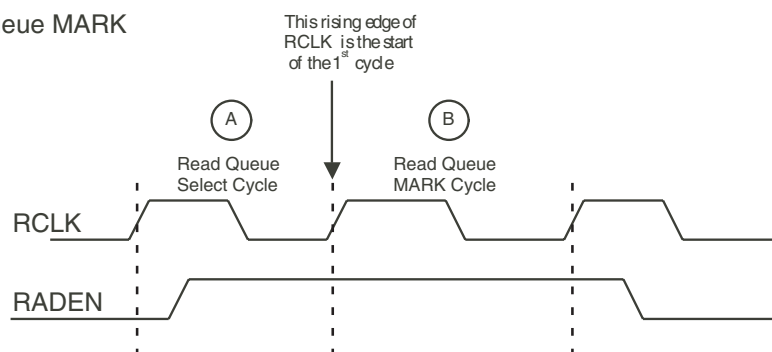 eue MARK
This rising edge of
RCLK is the start
of the 1st cycle
A
B
Read Queue
Select Cycle
Read Queue
MARK Cycle
RCLK
RADEN